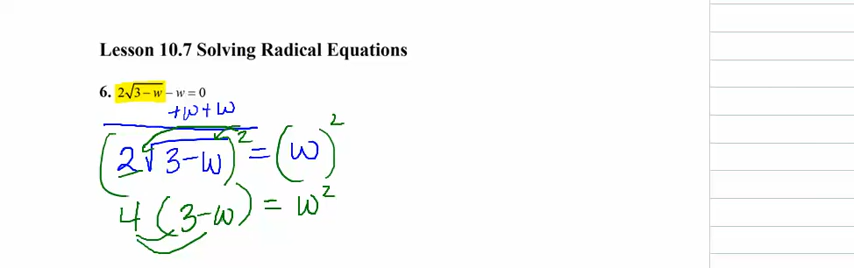 Lesson 10.7 Solving Radical Equations
6. 2√3-w - w = 0
+w +w
(2√3-w)² = (w)²
4(3-w) = w²